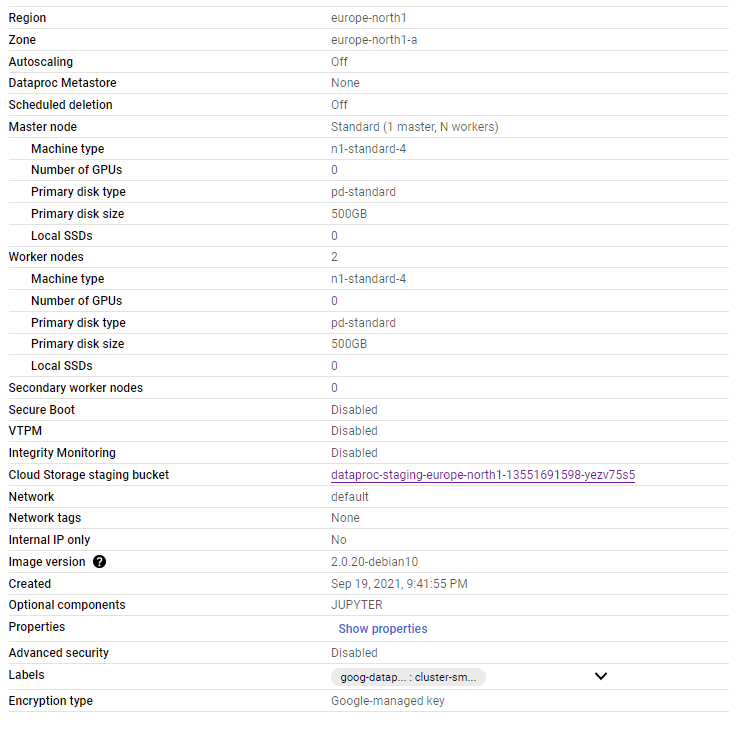 Region europe-north1
Zone europe-north1-a
Autoscaling Off
Dataproc Metastore None
Scheduled deletion Off
Master node Standard (1 master, N workers)
Machine type n1-standard-4
Number of GPUs 0
Primary disk type pd-standard
Primary disk size 500GB
Local SSDs 0
Worker nodes 2
Machine type n1-standard-4
Number of GPUs 0
Primary disk type pd-standard
Primary disk size 500GB
Local SSDs 0
Secondary worker nodes 0
Secure Boot Disabled
VTPM Disabled
Integrity Monitoring Disabled
Cloud Storage staging bucket dataproc-staging-europe-north1-13551691598-yezv75s5
Network default
Network tags None
Internal IP only No
Image version ? 2.0.20-debian10
Created Sep 19, 2021, 9:41:55 PM
Optional components JUPYTER
Properties Show properties
Advanced security Disabled
Labels goog-datap... : cluster-sm...
Encryption type Google-managed key